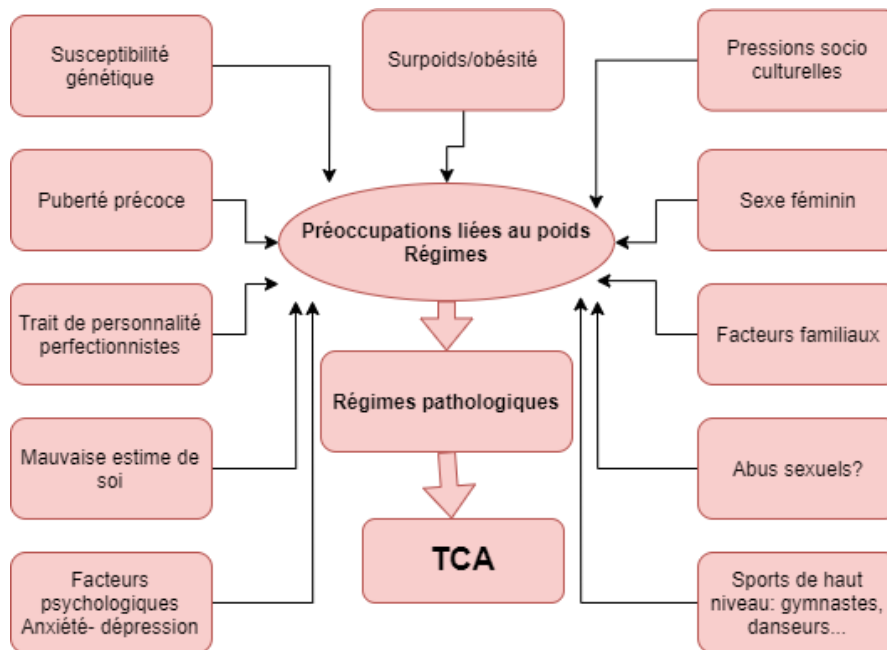 Susceptibilité
génétique
Surpoids/obésité
Pressions socio
culturelles
Puberté précoce
Préoccupations liées au poids
Régimes
Sexe féminin
Trait de personnalité
perfectionnistes
Facteurs familiaux
Régimes pathologiques
Mauvaise estime de
soi
Abus sexuels?
TCA
Facteurs
psychologiques
Anxiété- dépression
Sports de haut
niveau: gymnastes,
danseurs...